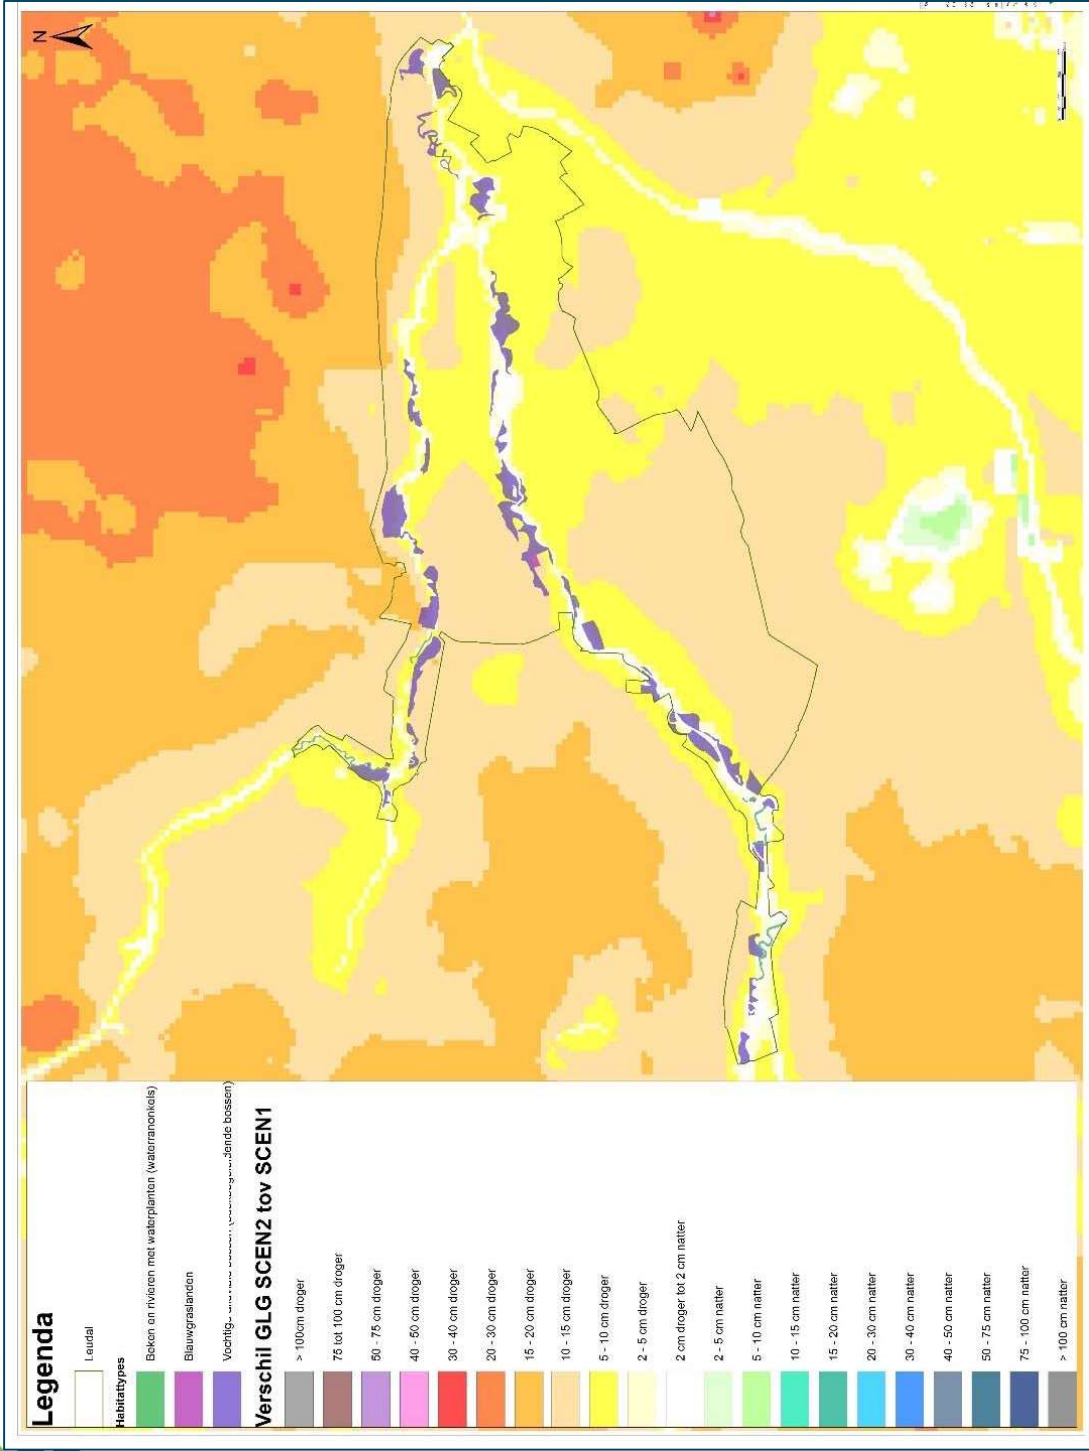 N
Legenda
Leudal
Habitattypes
Beken en rivieren met waterplanten (waterranonkels)
Blauwgraslanden
bossen)
Verschil GLG SCEN2 tov SCEN1
> 100cm droger
75 tot 100 cm droger
50 - 75 cm droger
40 - 50 cm droger
30 - 40 cm droger
20 - 30 cm droger
15 - 20 cm droger
10 - 15 cm droger
5 - 10 cm droger
2 - 5 cm droger
2 cm droger tot 2 cm natter
2 - 5 cm natter
5 - 10 cm natter
10 - 15 cm natter
15 - 20 cm natter
20 - 30 cm natter
30 - 40 cm natter
40 - 50 cm natter
50 - 75 cm natter
75 - 100 cm natter
> 100 cm natter